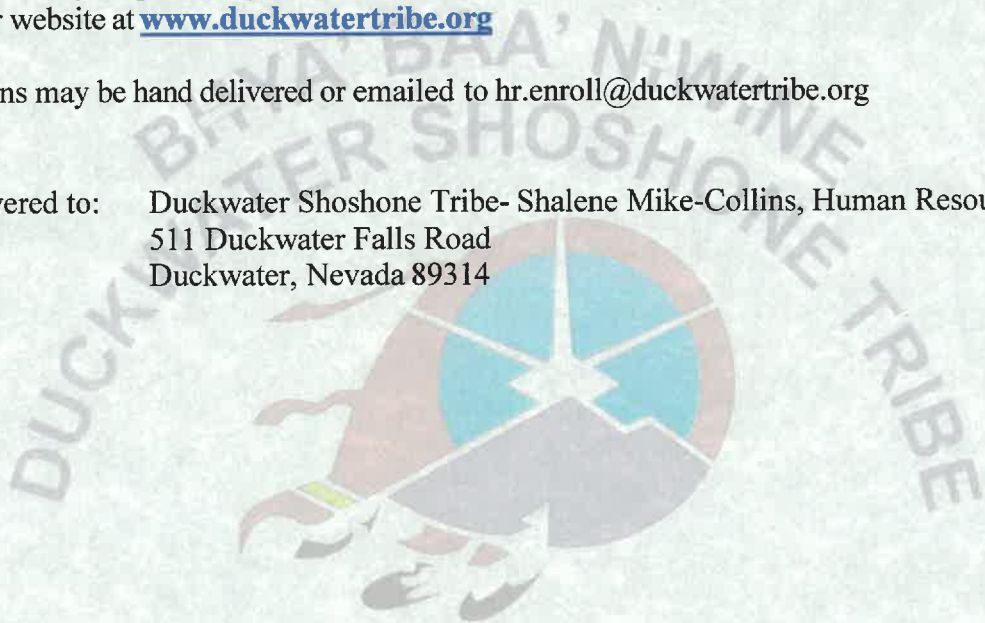 r website at www.duckwatertribe.org
ns may be hand delivered or emailed to hr.enroll@duckwatertribe.org
vered to: Duckwater Shoshone Tribe- Shalene Mike-Collins, Human Resou
511 Duckwater Falls Road
Duckwater, Nevada 89314
BAA'
DUCKWATER SHOSHONE TRIBE